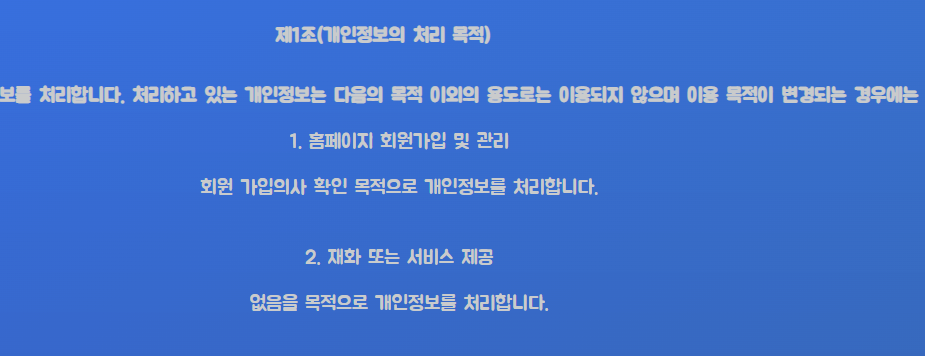 제1조(개인정보의 처리 목적)
보를 처리합니다. 처리하고 있는 개인정보는 다음의 목적 이외의 용도로는 이용되지 않으며 이용 목적이 변경되는 경우에는
1. 홈페이지 회원가입 및 관리
회원 가입의사 확인 목적으로 개인정보를 처리합니다.
2. 재화 또는 서비스 제공
없음을 목적으로 개인정보를 처리합니다.